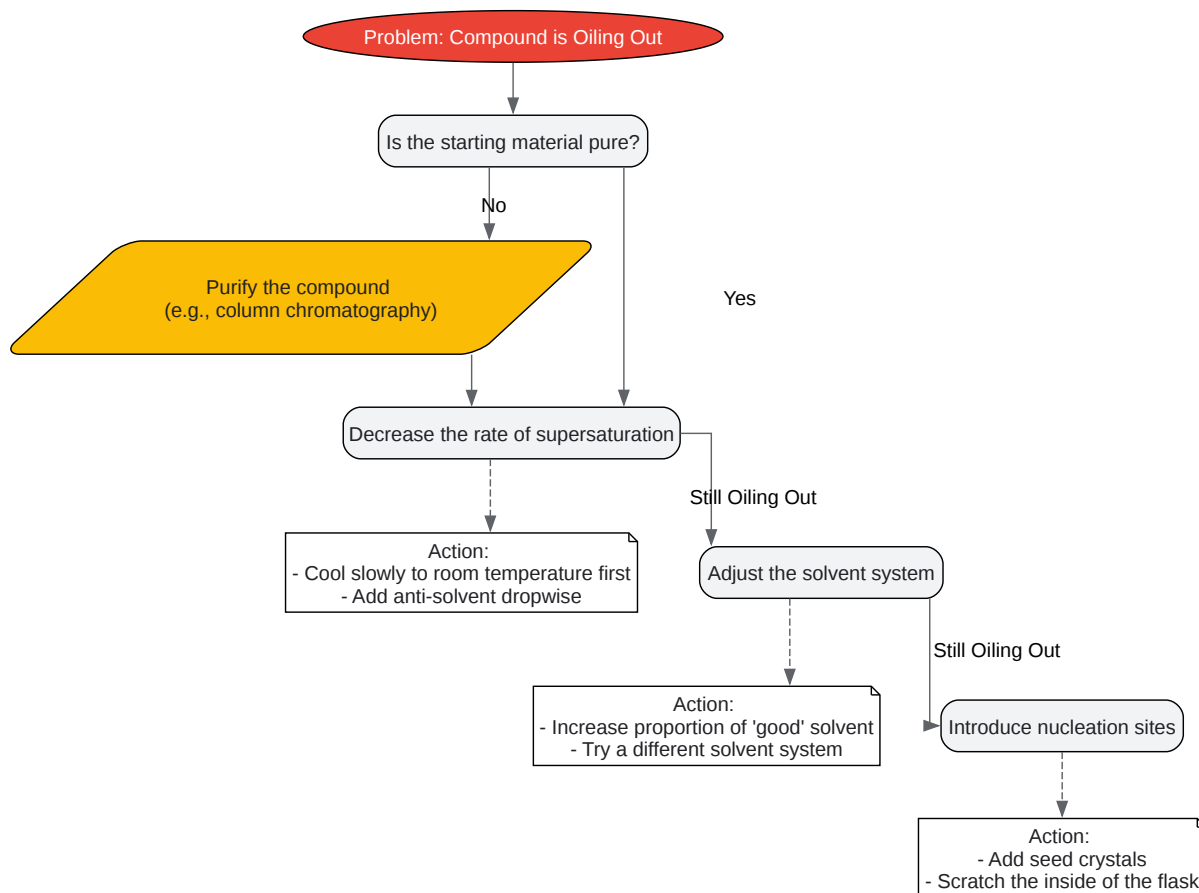 Problem: Compound is Oiling Out
Is the starting material pure?
No
Purify the compound
(e.g., column chromatography)
Yes
Decrease the rate of supersaturation
Still Oiling Out
Action:
- Cool slowly to room temperature first
- Add anti-solvent dropwise
Adjust the solvent system
Still Oiling Out
Action:
- Increase proportion of 'good' solvent
- Try a different solvent system
Introduce nucleation sites
Action:
- Add seed crystals
- Scratch the inside of the flask